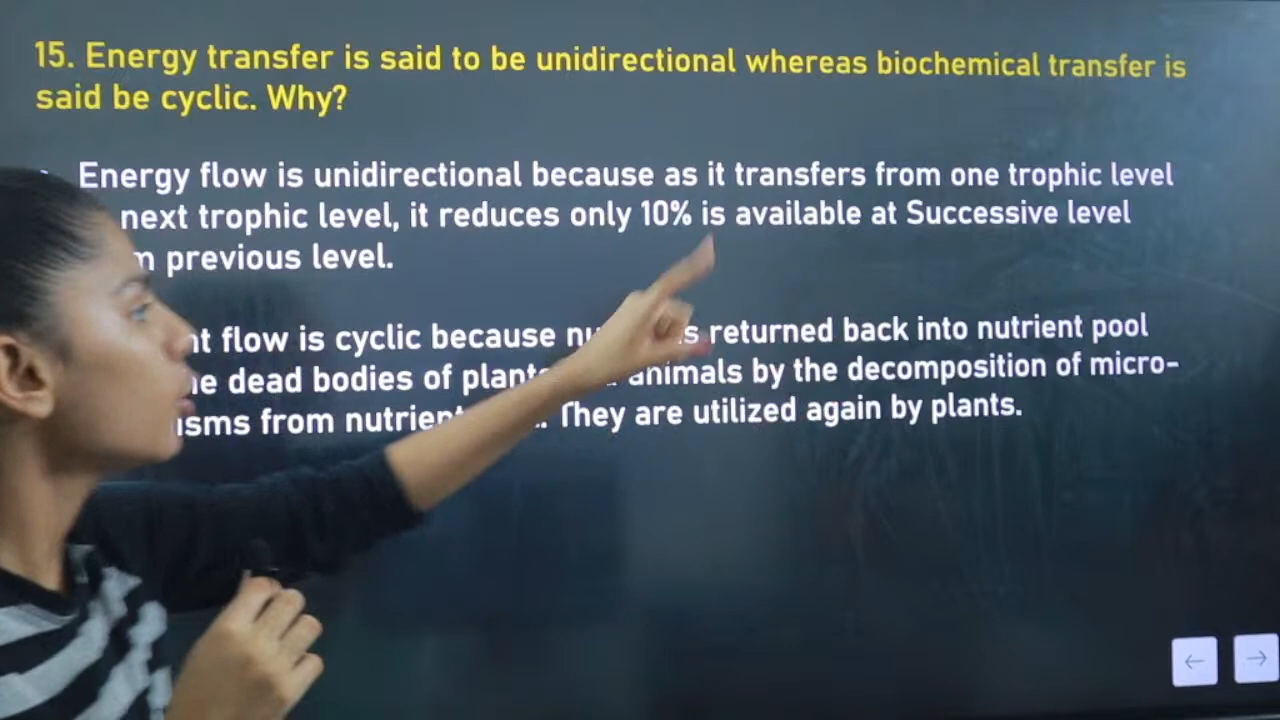 15. Energy transfer is said to be unidirectional whereas biochemical transfer is
said be cyclic. Why?
Energy flow is unidirectional because as it transfers from one trophic level
next trophic level, it reduces only 10% is available at Successive level
previous level.
flow is cyclic because returned back into nutrient pool
dead bodies of plants animals by the decomposition of micro-
from They are utilized again by plants.